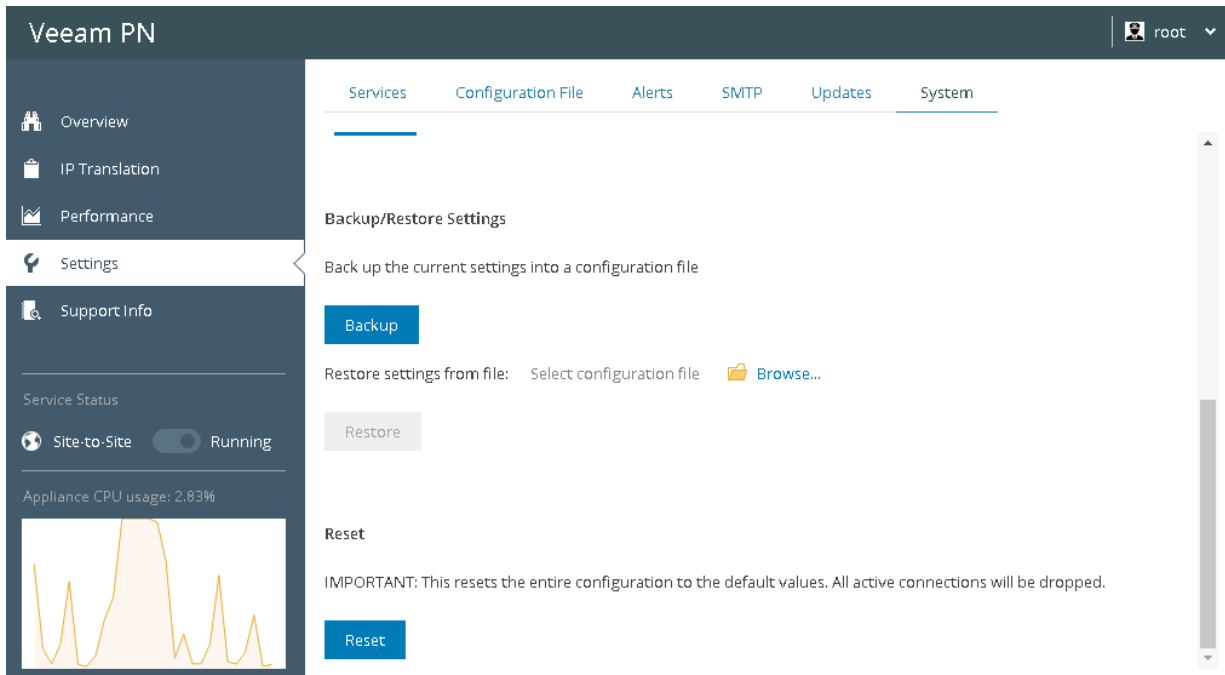 Veeam PN
root
Services Configuration File Alerts SMTP Updates System
Overview
IP Translation
Performance
Settings
Support Info
Service Status
Site-to-Site Running
Appliance CPU usage: 2.83%
Backup/Restore Settings
Back up the current settings into a configuration file
Backup
Restore settings from file: Select configuration file Browse...
Restore
Reset
IMPORTANT: This resets the entire configuration to the default values. All active connections will be dropped.
Reset